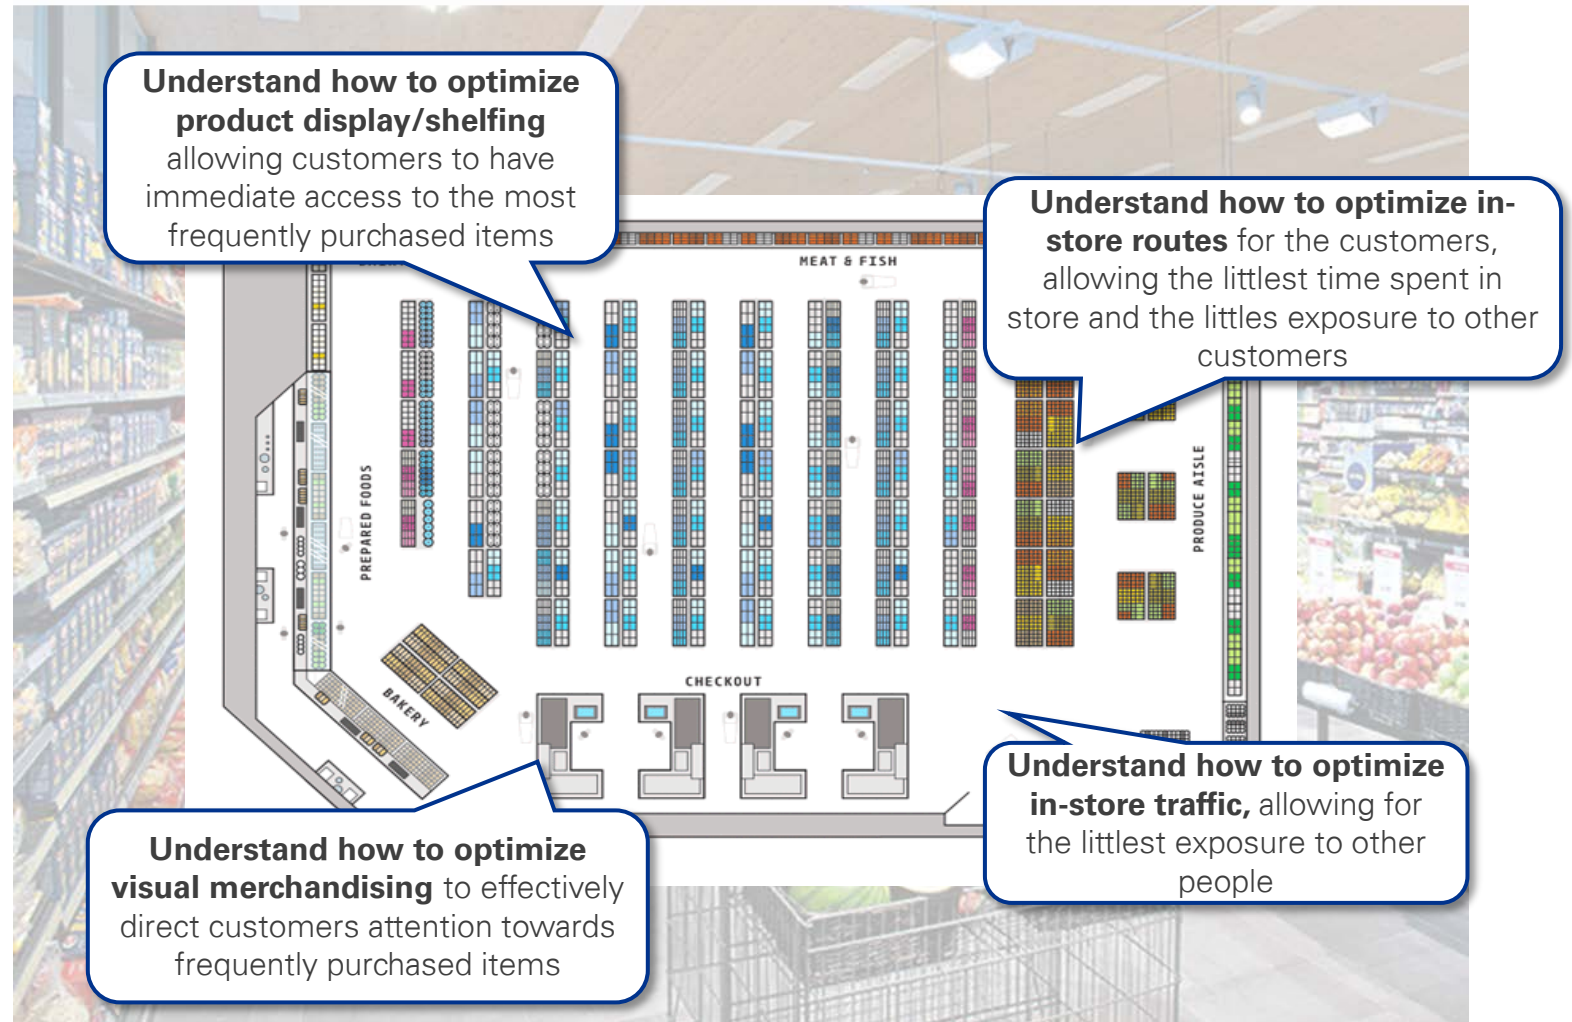 Understand how to optimize
product display/shelfing
allowing customers to have
immediate access to the most
frequently purchased items
Understand how to optimize in-
store routes for the customers,
allowing the littlest time spent in
store and the littles exposure to other
customers
MEAT & FISH
PREPARED FOODS
PRODUCE AISLE
BAKERY
CHECKOUT
Understand how to optimize
in-store traffic, allowing for
the littlest exposure to other
people
Understand how to optimize
visual merchandising to effectively
direct customers attention towards
frequently purchased items